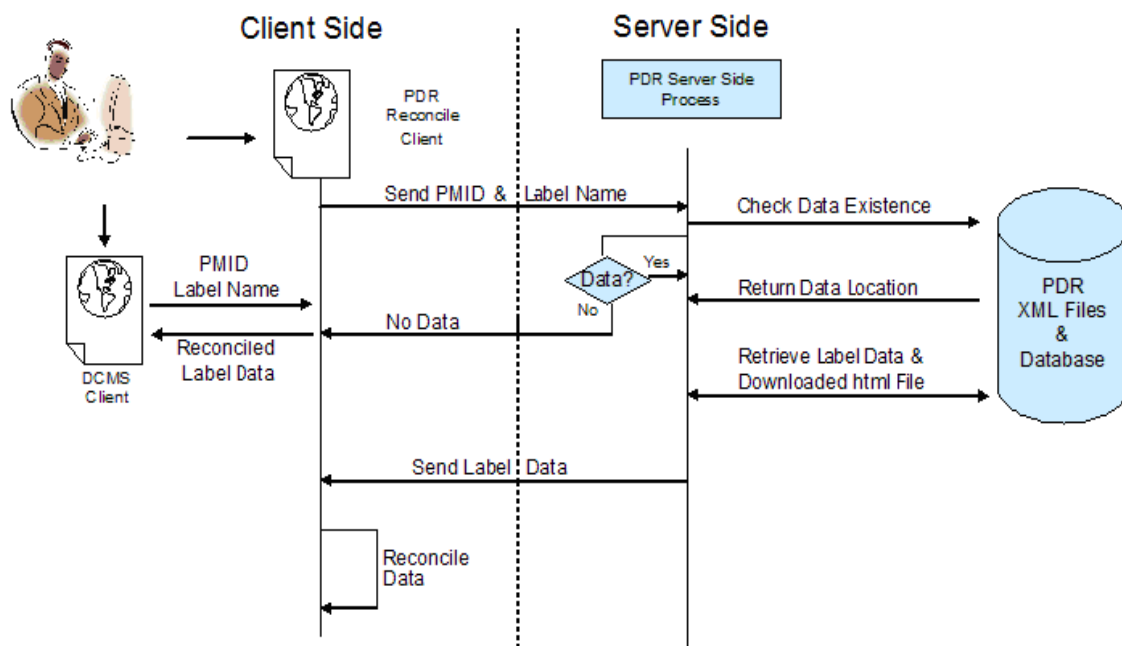 Client Side
Server Side
PDR Server Side
Process
PDR
Reconcile
Client
Send PMID & Label Name
Check Data Existence
PMID
Label Name
Data?
Yes
No
Return Data Location
PDR
XML Files
&
Database
No Data
Reconciled
Label Data
DCMS
Client
Retrieve Label Data &
Downloaded html File
Send Label Data
Reconcile
Data